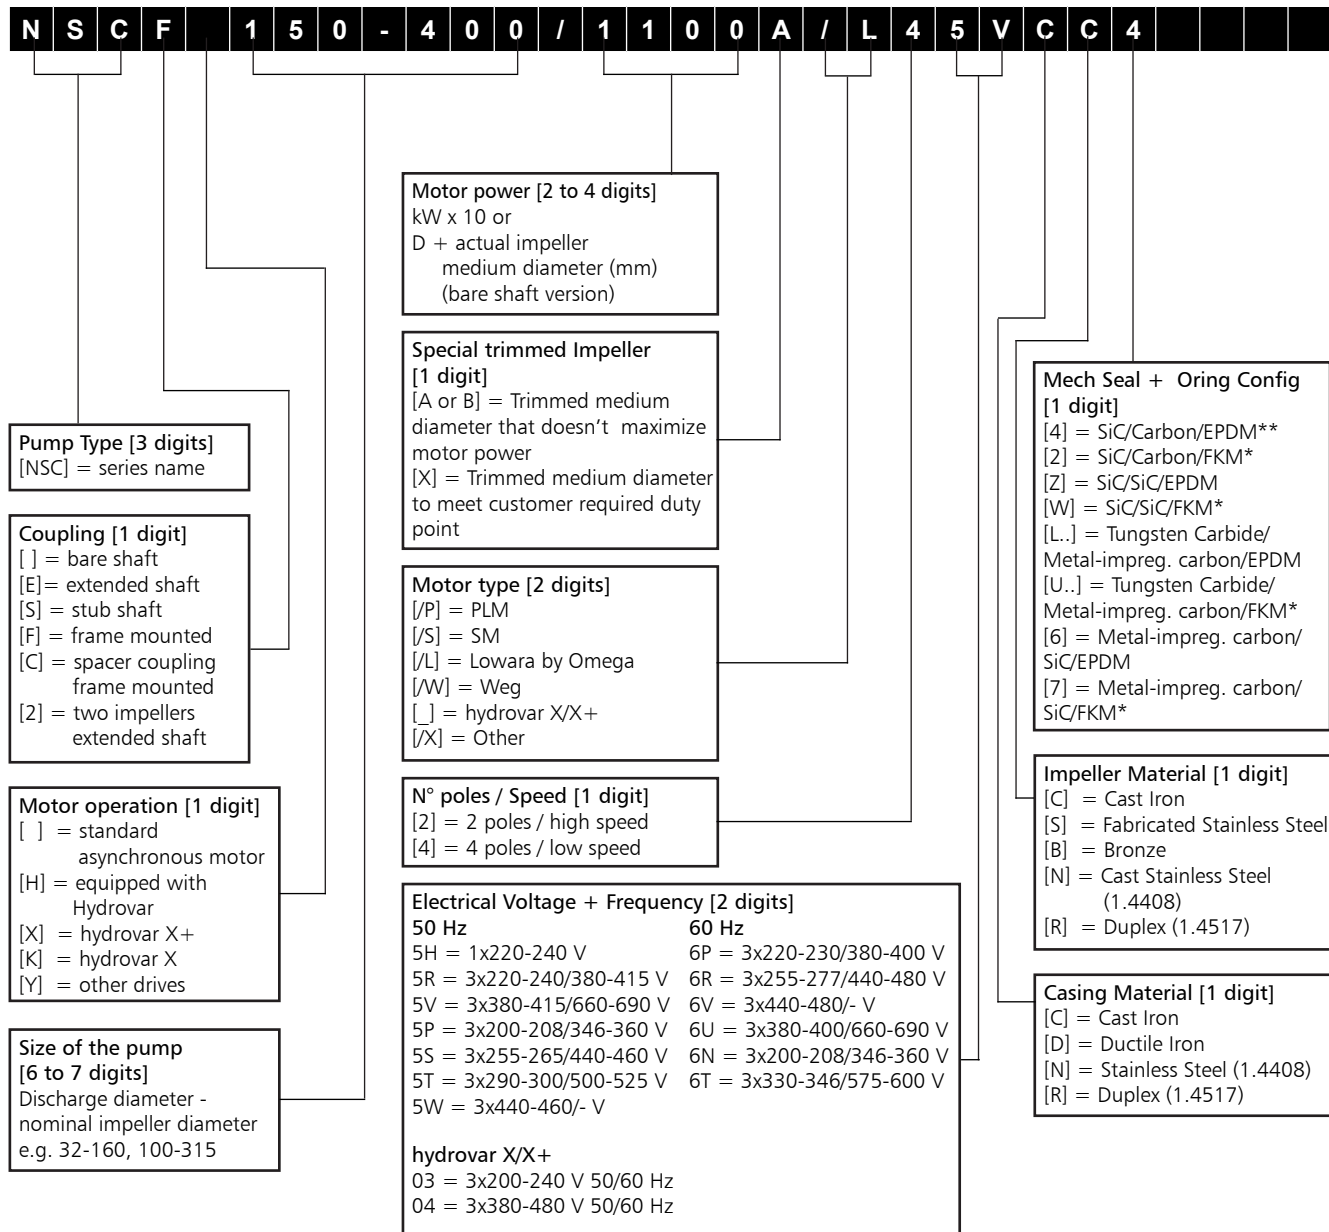 N S C F 1 5 0 - 4 0 0 / 1 1 0 0 A / L 4 5 V C C 4
Motor power [2 to 4 digits]
kW x 10 or
D + actual impeller
medium diameter (mm)
(bare shaft version)
Special trimmed Impeller
[1 digit]
[A or B] = Trimmed medium
diameter that doesn't maximize
motor power
[X] = Trimmed medium diameter
to meet customer required duty
point
Mech Seal + Oring Config
[1 digit]
[4] = SiC/Carbon/EPDM**
[2] = SiC/Carbon/FKM*
[Z] = SiC/SiC/EPDM
[W] = SiC/SiC/FKM*
[L..] = Tungsten Carbide/
Metal-impreg. carbon/EPDM
[U..] = Tungsten Carbide/
Metal-impreg. carbon/FKM*
[6] = Metal-impreg. carbon/
SiC/EPDM
[7] = Metal-impreg. carbon/
SiC/FKM*
Pump Type [3 digits]
[NSC] = series name
Coupling [1 digit]
[ ] = bare shaft
[E]= extended shaft
[S] = stub shaft
[F] = frame mounted
[C] = spacer coupling
frame mounted
[2] = two impellers
extended shaft
Motor type [2 digits]
[/P] = PLM
[/S] = SM
[/L] = Lowara by Omega
[/W] = Weg
[_] = hydrovar X/X+
[/X] = Other
Impeller Material [1 digit]
[C] = Cast Iron
[S] = Fabricated Stainless Steel
[B] = Bronze
[N] = Cast Stainless Steel
(1.4408)
[R] = Duplex (1.4517)
N° poles / Speed [1 digit]
[2] = 2 poles / high speed
[4] = 4 poles / low speed
Motor operation [1 digit]
[ ] = standard
asynchronous motor
[H] = equipped with
Hydrovar
[X] = hydrovar X+
[K] = hydrovar X
[Y] = other drives
Electrical Voltage + Frequency [2 digits]
50 Hz 60 Hz
5H = 1x220-240 V 6P = 3x220-230/380-400 V
5R = 3x220-240/380-415 V 6R = 3x255-277/440-480 V
5V = 3x380-415/660-690 V 6V = 3x440-480/- V
5P = 3x200-208/346-360 V 6U = 3x380-400/660-690 V
5S = 3x255-265/440-460 V 6N = 3x200-208/346-360 V
5T = 3x290-300/500-525 V 6T = 3x330-346/575-600 V
5W = 3x440-460/- V
hydrovar X/X+
03 = 3x200-240 V 50/60 Hz
04 = 3x380-480 V 50/60 Hz
Casing Material [1 digit]
[C] = Cast Iron
[D] = Ductile Iron
[N] = Stainless Steel (1.4408)
[R] = Duplex (1.4517)
Size of the pump
[6 to 7 digits]
Discharge diameter -
nominal impeller diameter
e.g. 32-160, 100-315